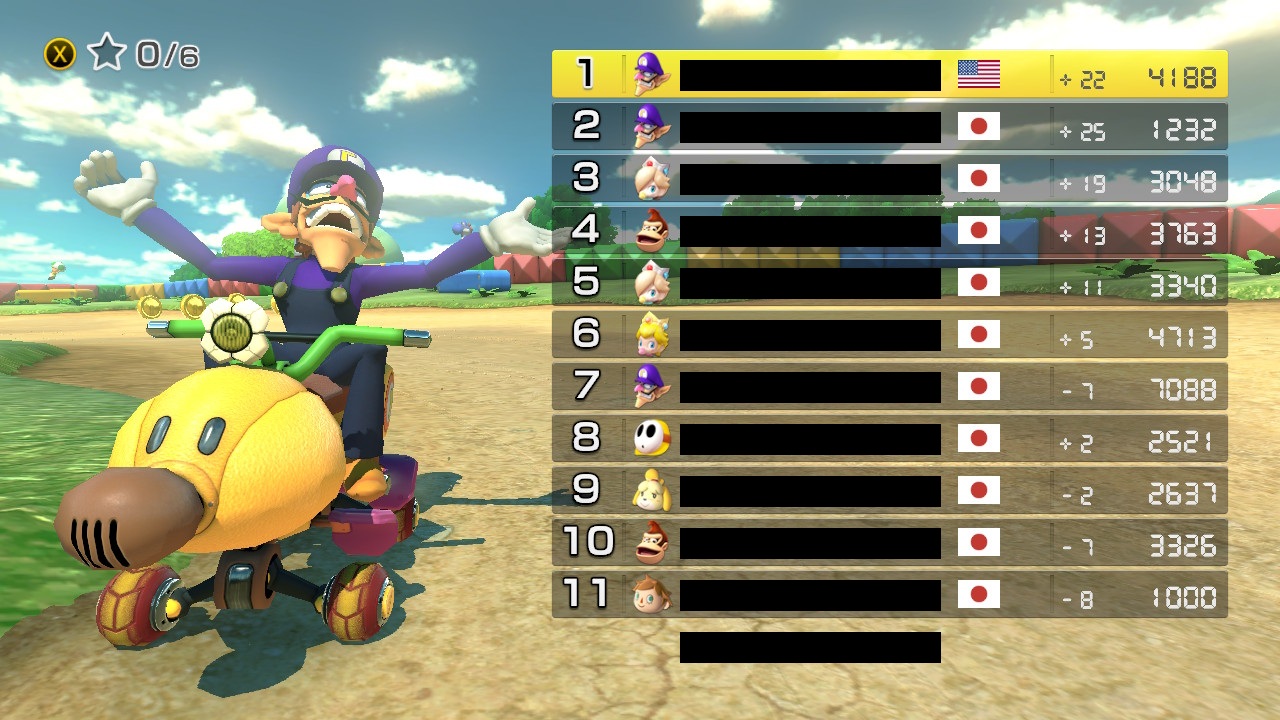 X 0/6
1 + 22 4188
2 + 25 1232
3 + 19 3048
4 + 13 3763
5 + 11 3340
6 + 5 4713
7 - 7 7088
8 + 2 2521
9 - 2 2637
10 - 7 3326
11 - 8 1000